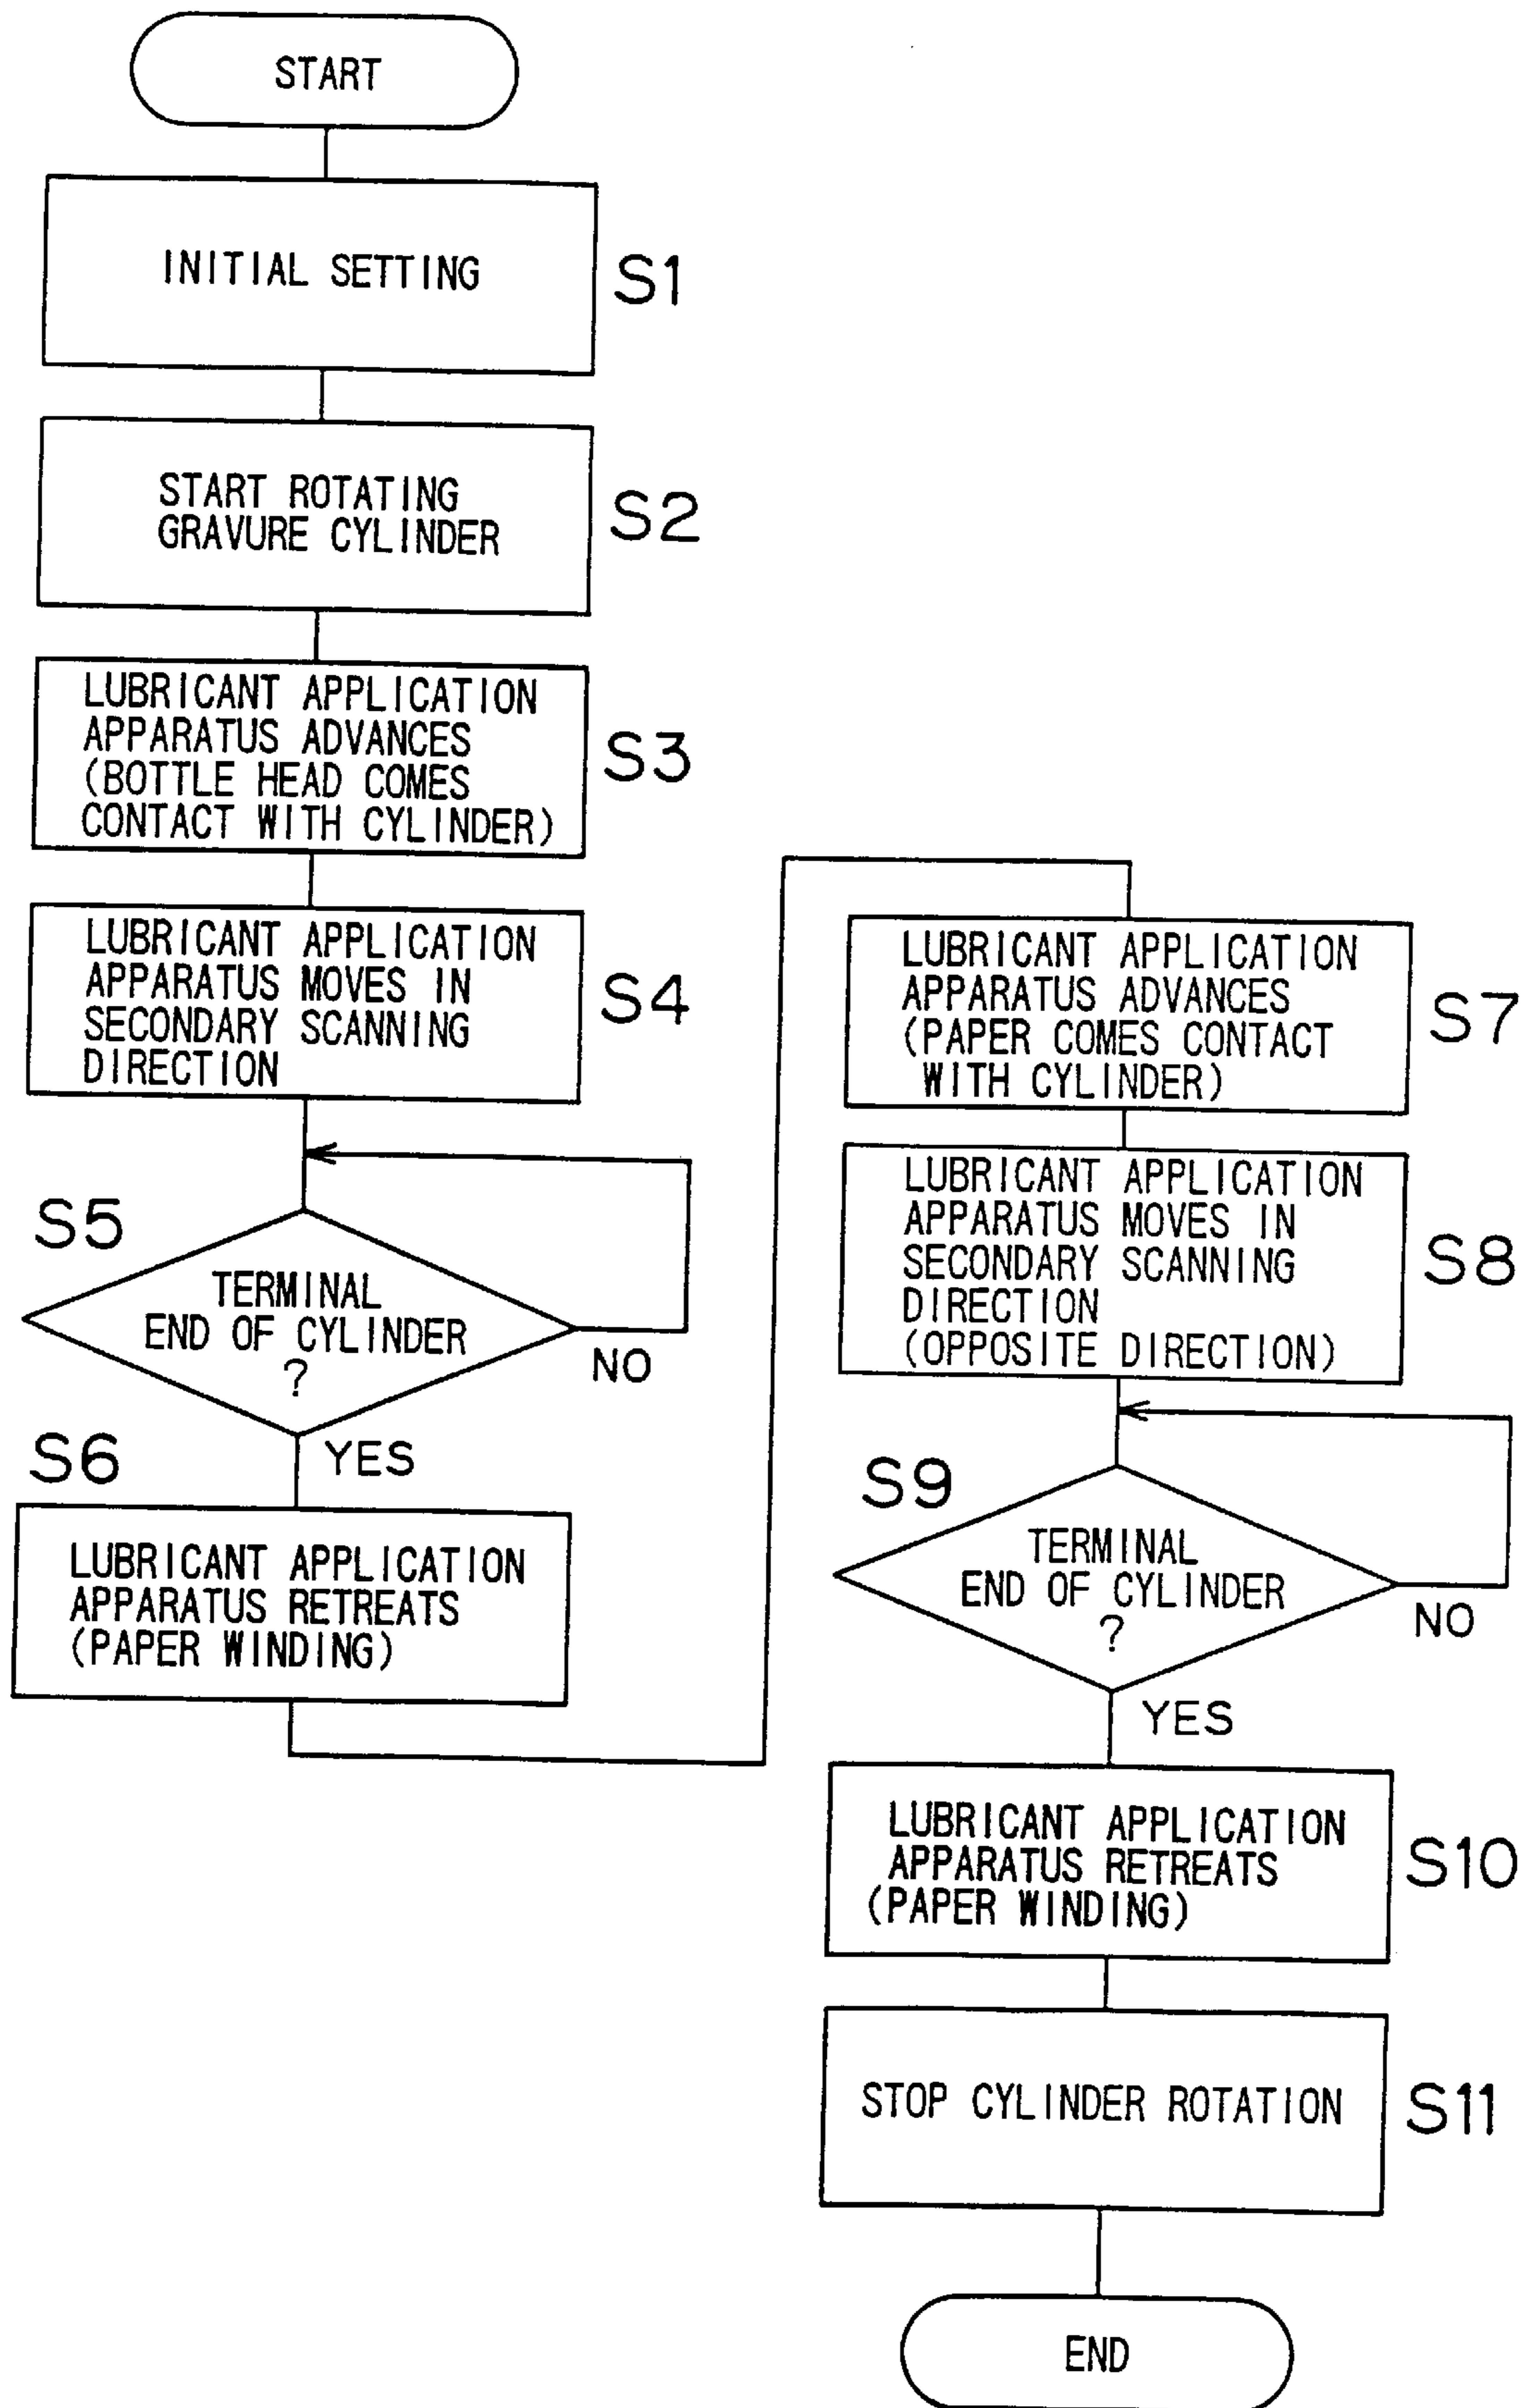 START
INITIAL SETTING
S1
START ROTATING
GRAVURE CYLINDER
S2
LUBRICANT APPLICATION
APPARATUS ADVANCES
(BOTTLE HEAD COMES
CONTACT WITH CYLINDER)
S3
LUBRICANT APPLICATION
APPARATUS MOVES IN
SECONDARY SCANNING
DIRECTION
S4
S5
TERMINAL
END OF CYLINDER
?
NO
YES
S6
LUBRICANT APPLICATION
APPARATUS RETREATS
(PAPER WINDING)
LUBRICANT APPLICATION
APPARATUS ADVANCES
(PAPER COMES CONTACT
WITH CYLINDER)
S7
LUBRICANT APPLICATION
APPARATUS MOVES IN
SECONDARY SCANNING
DIRECTION
(OPPOSITE DIRECTION)
S8
S9
TERMINAL
END OF CYLINDER
?
NO
YES
LUBRICANT APPLICATION
APPARATUS RETREATS
(PAPER WINDING)
S10
STOP CYLINDER ROTATION
S11
END